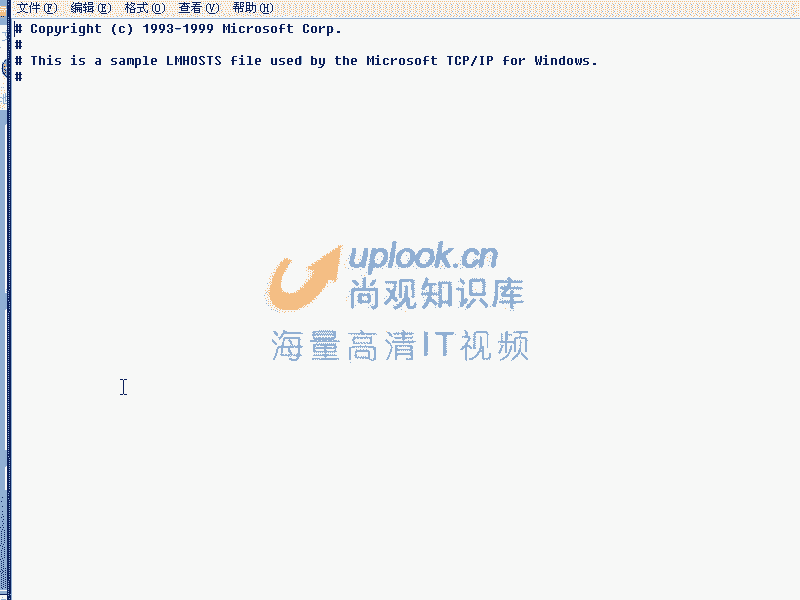 文件(F) 编辑(E) 格式(O) 查看(V) 帮助(H)
# Copyright (c) 1993-1999 Microsoft Corp.
#
# This is a sample LMHOSTS file used by the Microsoft TCP/IP for Windows.
#
uplook.cn
尚观知识库
海量高清IT视频